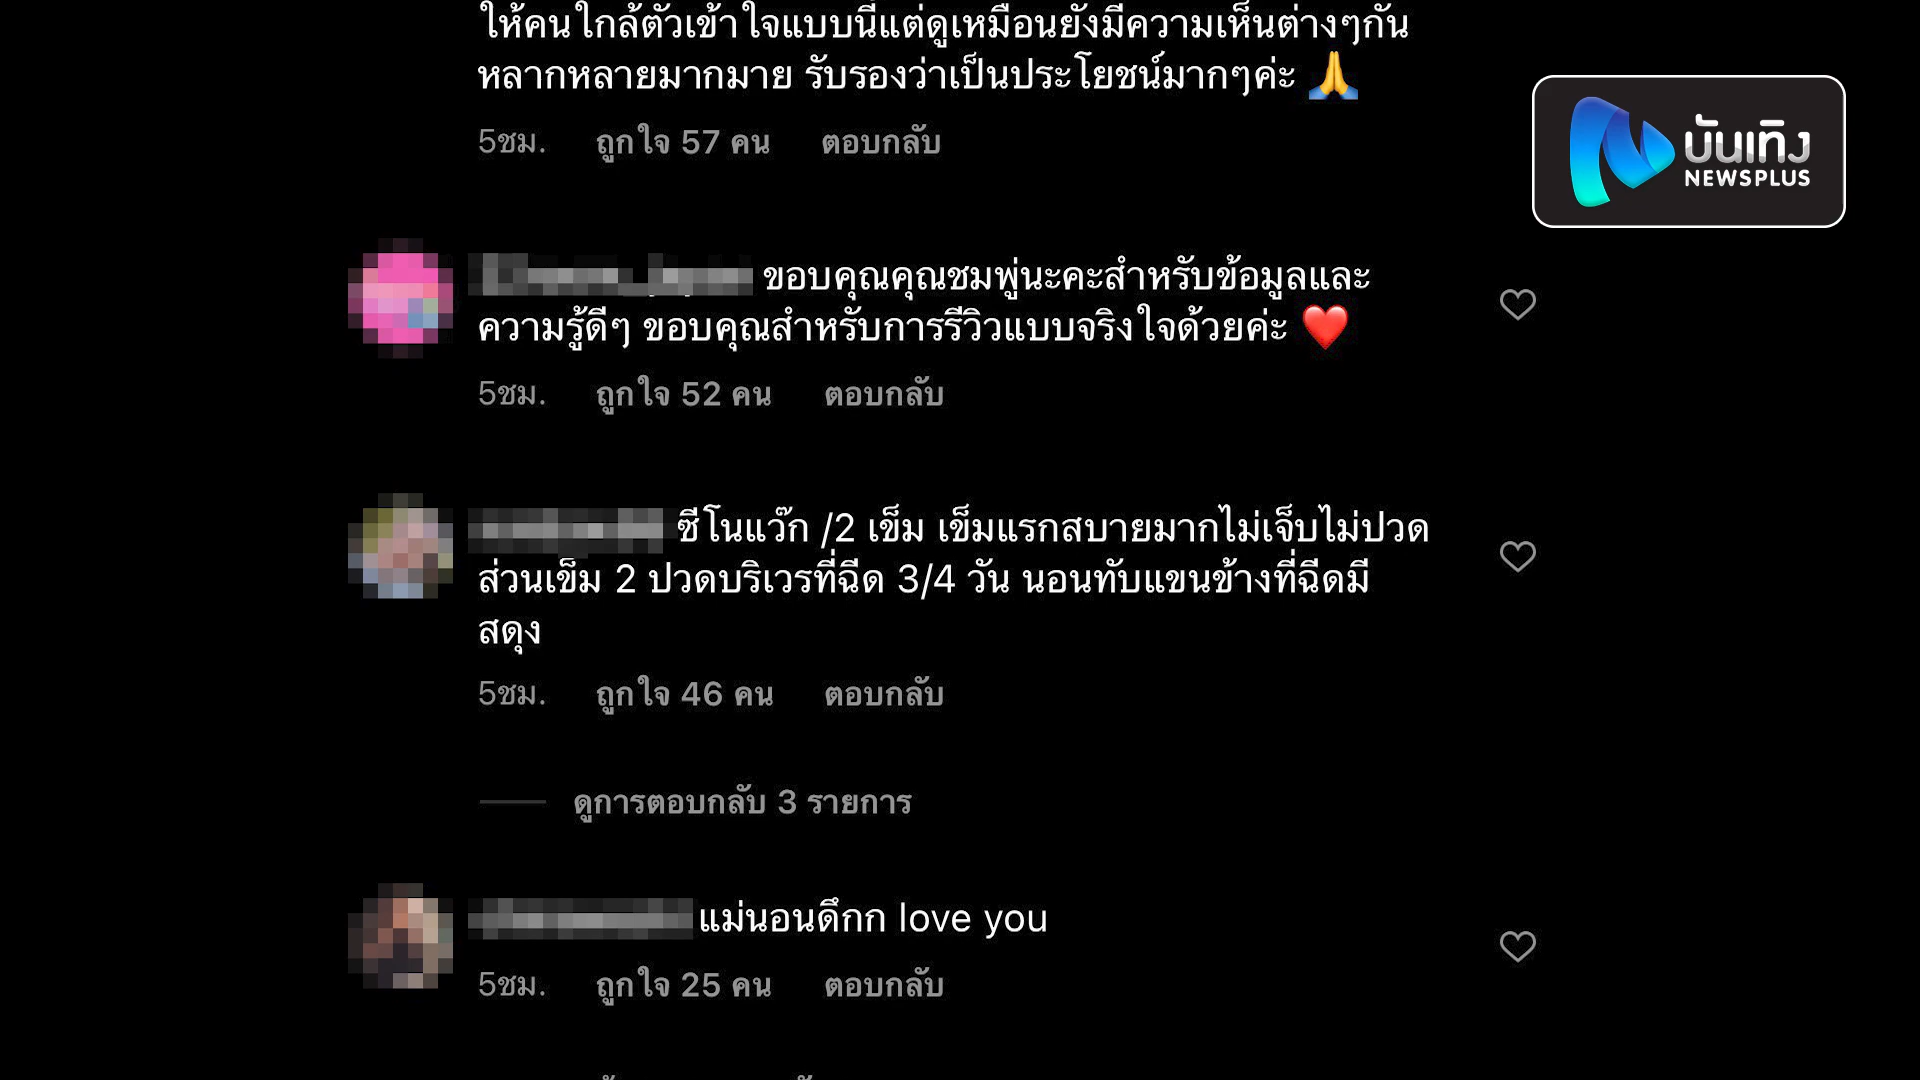 ให้คนใกล้ตัวเข้าใจแบบนี้แต่ดูเหมือนยังมีความเห็นต่างๆกัน
หลากหลายมากมาย รับรองว่าเป็นประโยชน์มากๆค่ะ 🙏
5ชม. ถูกใจ 57 คน ตอบกลับ
บันเทิง
NEWSPLUS
ขอบคุณคุณชมพู่นะคะสำหรับข้อมูลและ
ความรู้ดีๆ ขอบคุณสำหรับการรีวิวแบบจริงใจด้วยค่ะ ❤️
5ชม. ถูกใจ 52 คน ตอบกลับ
ซีโนแว๊ก /2 เข็ม เข็มแรกสบายมากไม่เจ็บไม่ปวด
ส่วนเข็ม 2 ปวดบริเวรที่ฉีด 3/4 วัน นอนทับแขนข้างที่ฉีดมี
สดุง
5ชม. ถูกใจ 46 คน ตอบกลับ
ดูการตอบกลับ 3 รายการ
แม่นอนดึกก love you
5ชม. ถูกใจ 25 คน ตอบกลับ